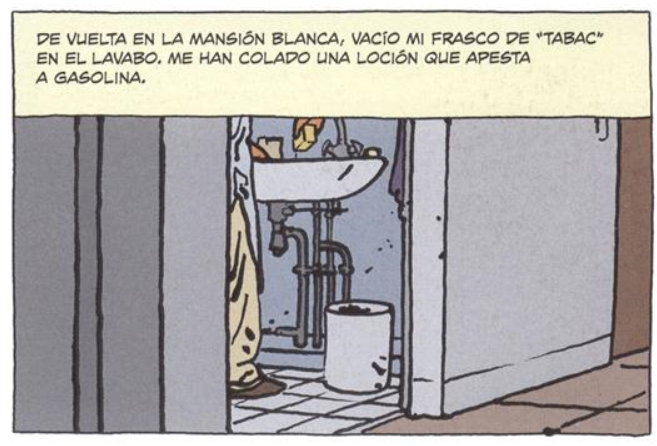 DE VUELTA EN LA MANSIÓN BLANCA, VACÍO MI FRASCO DE "TABAC"
EN EL LAVABO. ME HAN COLADO UNA LOCIÓN QUE APESTA
A GASOLINA.